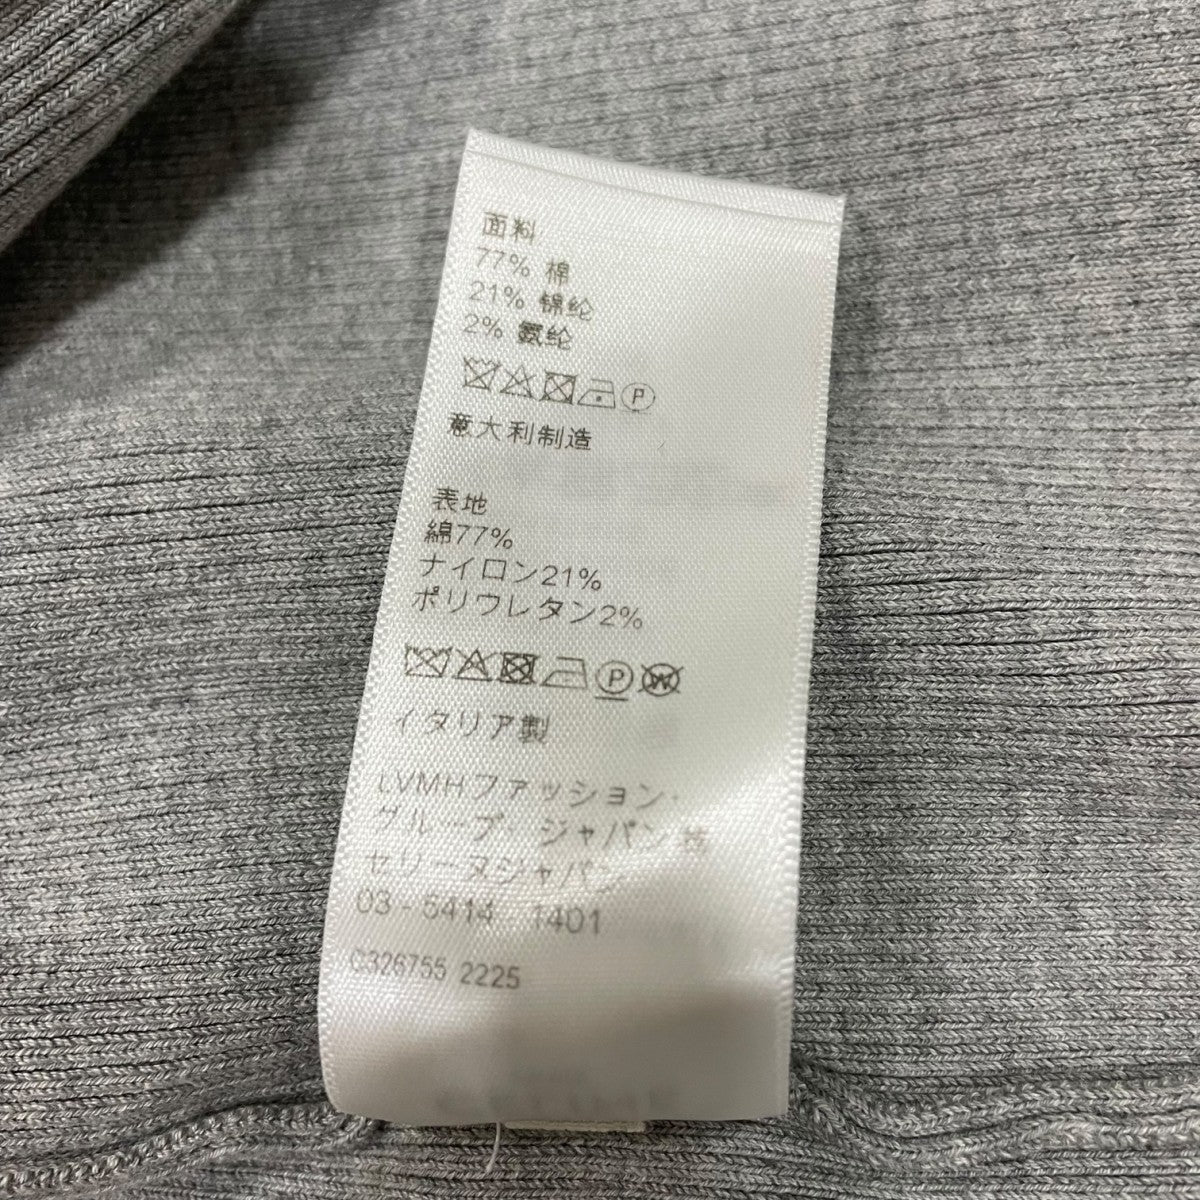 面料
77% 棉
21% 锦纶
2% 氨纶
P
意大利制造
表地
綿77%
ナイロン21%
ポリウレタン2%
P W
イタリア製
LVMHファッション・
グループ・ジャパン㈱
セリーヌジャパン
03-5414-1401
C326755 2225